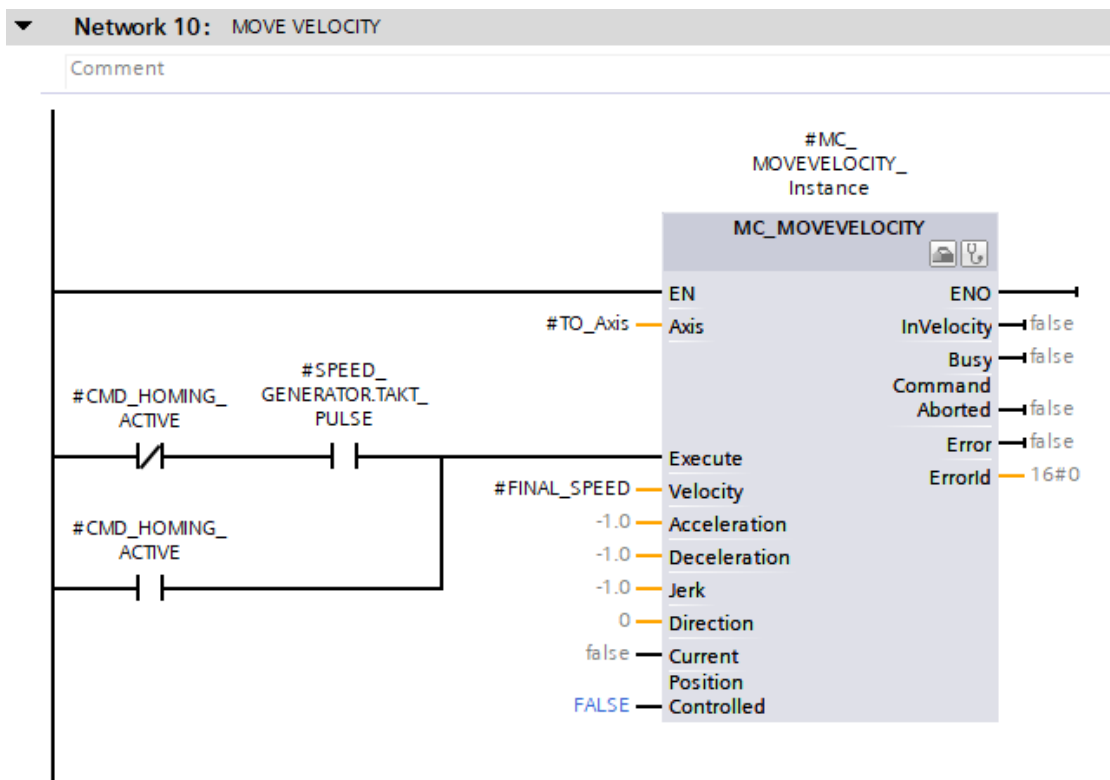 Network 10: MOVE VELOCITY
Comment
#MC_
MOVEVELOCITY_
Instance
MC_MOVEVELOCITY
EN
ENO
#TO_Axis
Axis
InVelocity
false
Busy
false
Command
Aborted
false
Error
false
ErrorId
16#0
#CMD_HOMING_
ACTIVE
#SPEED_
GENERATOR.TAKT_
PULSE
Execute
#FINAL_SPEED
Velocity
-1.0
Acceleration
#CMD_HOMING_
ACTIVE
-1.0
Deceleration
-1.0
Jerk
0
Direction
false
Current
Position
FALSE
Controlled